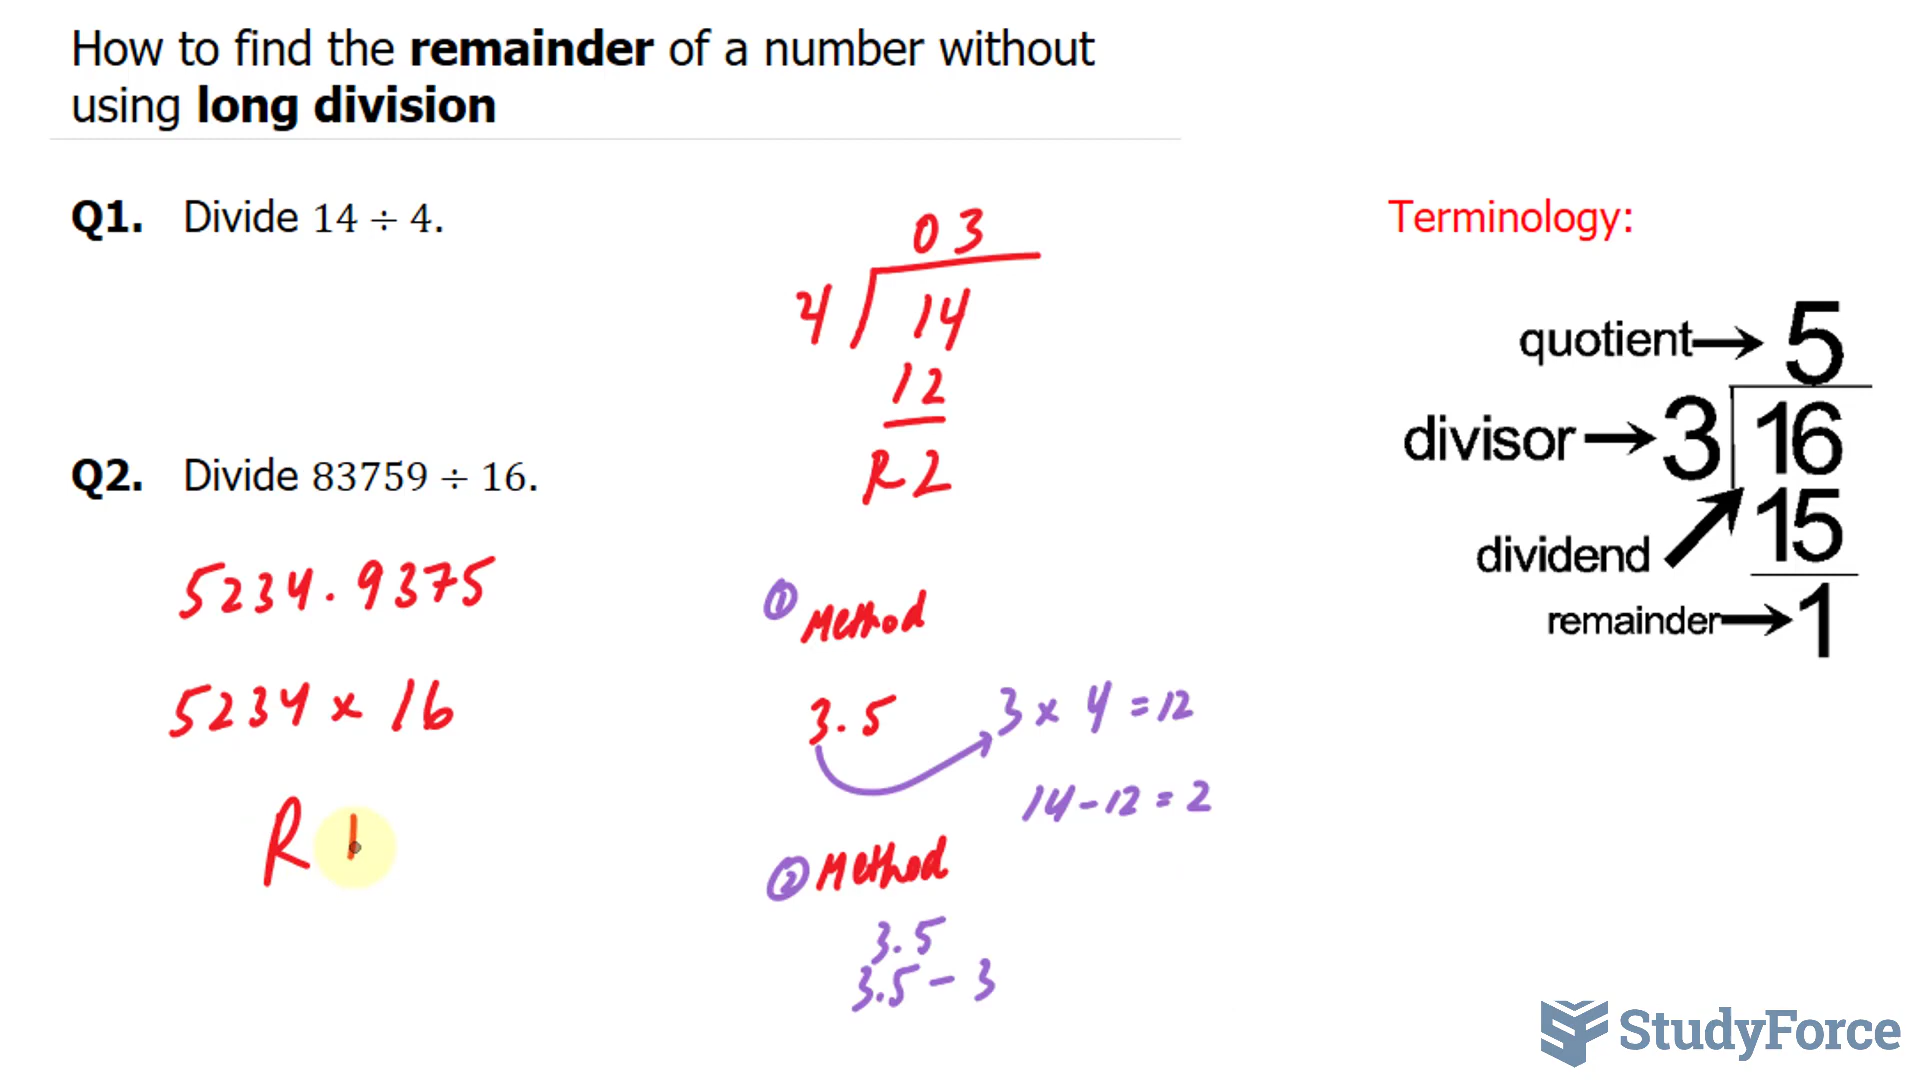 How to find the remainder of a number without
using long division
Q1. Divide 14 ÷ 4.
03
4 14
12
R2
Q2. Divide 83759 ÷ 16.
5234.9375
5234 × 16
R 1
① Method
3.5
3 × 4 = 12
14 - 12 = 2
② Method
3.5
3.5 - 3
Terminology:
quotient→ 5
divisor→3 16
dividend 15
remainder→1
StudyForce